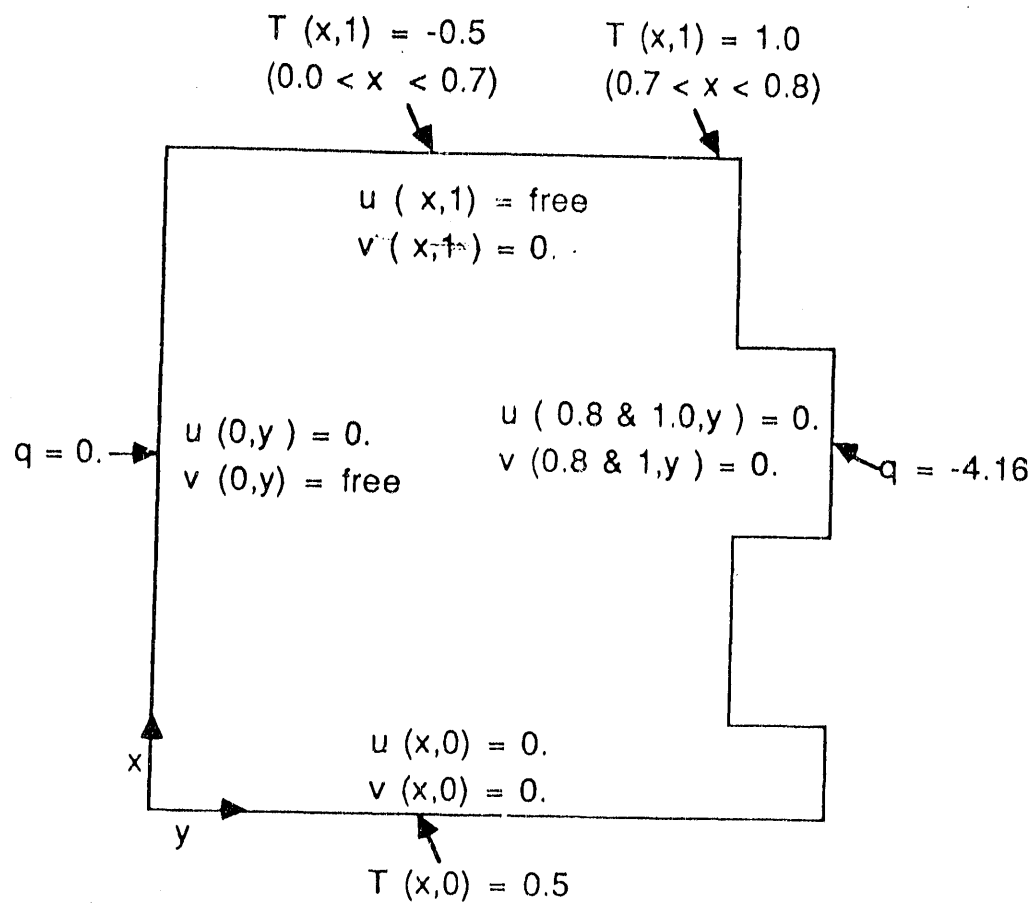 T (x,1) = -0.5
(0.0 < x < 0.7)
T (x,1) = 1.0
(0.7 < x < 0.8)
u ( x,1) = free
v ( x,1 ) = 0.
q = 0.
u (0,y ) = 0.
v (0,y) = free
u ( 0.8 & 1.0,y ) = 0.
v (0.8 & 1,y ) = 0.
q = -4.16
x
y
u (x,0) = 0.
v (x,0) = 0.
T (x,0) = 0.5